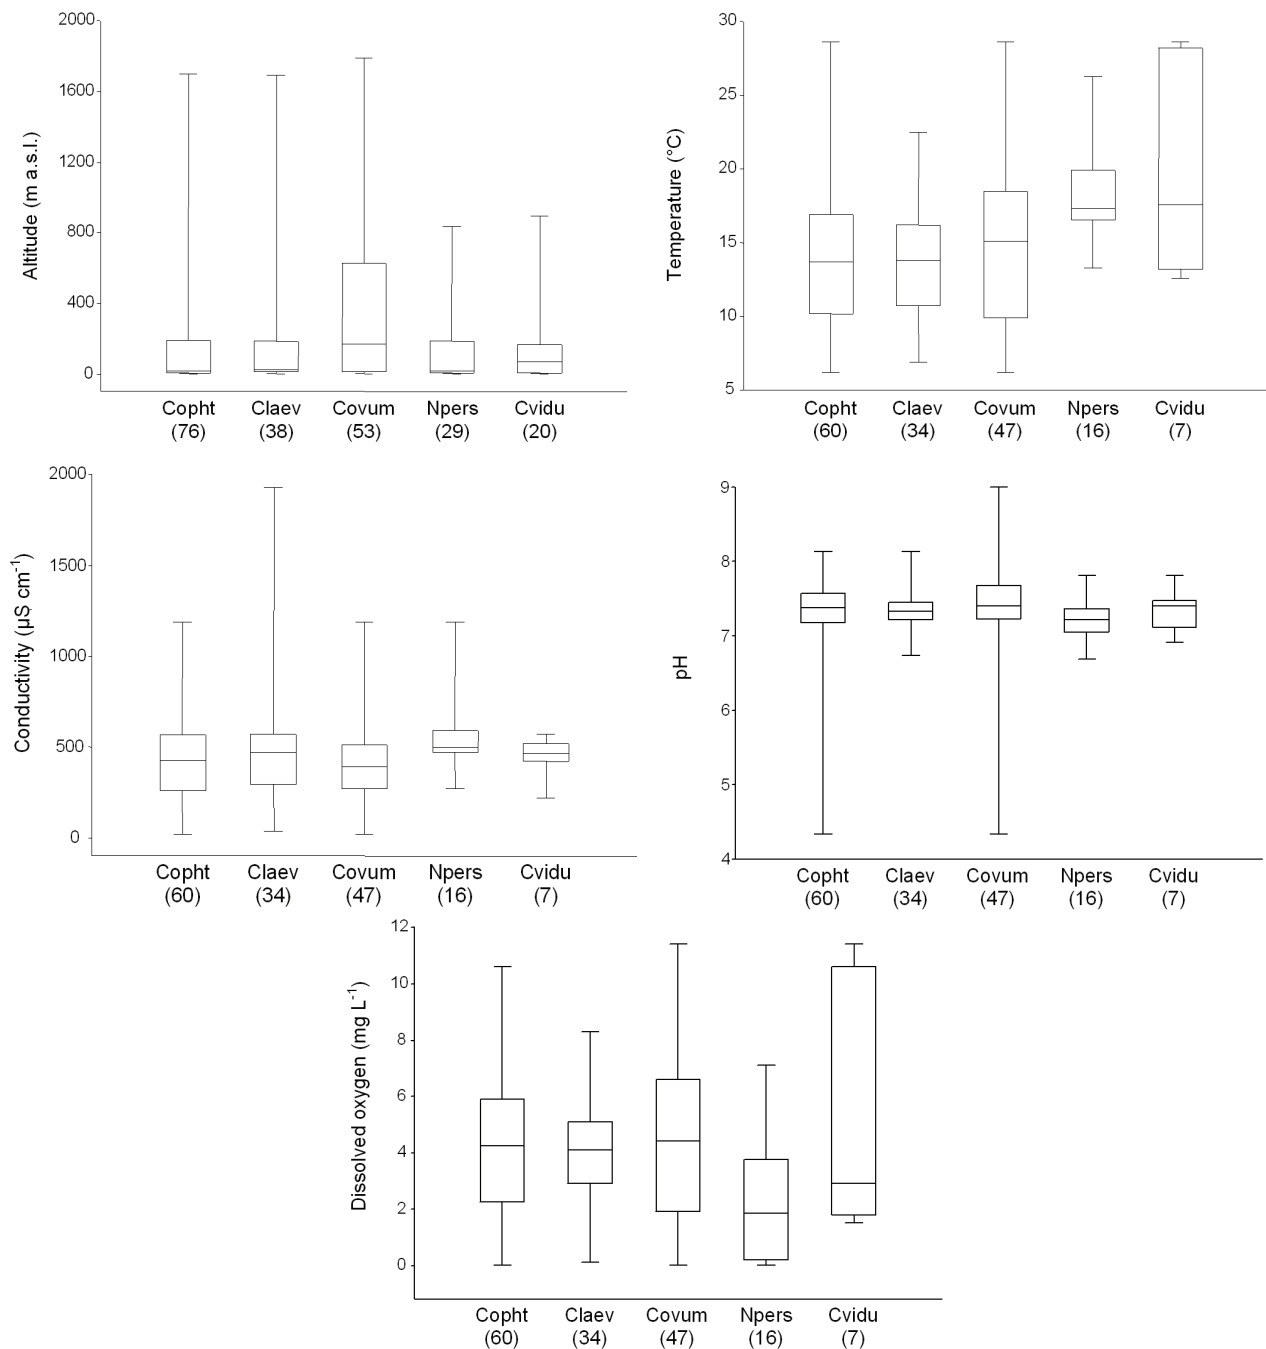 2000
1600
1200
800
400
0
Altitude (m a.s.l.)
Copht Claev Covum Npers Cvidu
(76) (38) (53) (29) (20)
30
25
20
15
10
5
Temperature (°C)
Copht Claev Covum Npers Cvidu
(60) (34) (47) (16) (7)
2000
1500
1000
500
0
Conductivity (µS cm-1)
Copht Claev Covum Npers Cvidu
(60) (34) (47) (16) (7)
9
8
7
6
5
4
pH
Copht Claev Covum Npers Cvidu
(60) (34) (47) (16) (7)
12
10
8
6
4
2
0
Dissolved oxygen (mg L-1)
Copht Claev Covum Npers Cvidu
(60) (34) (47) (16) (7)